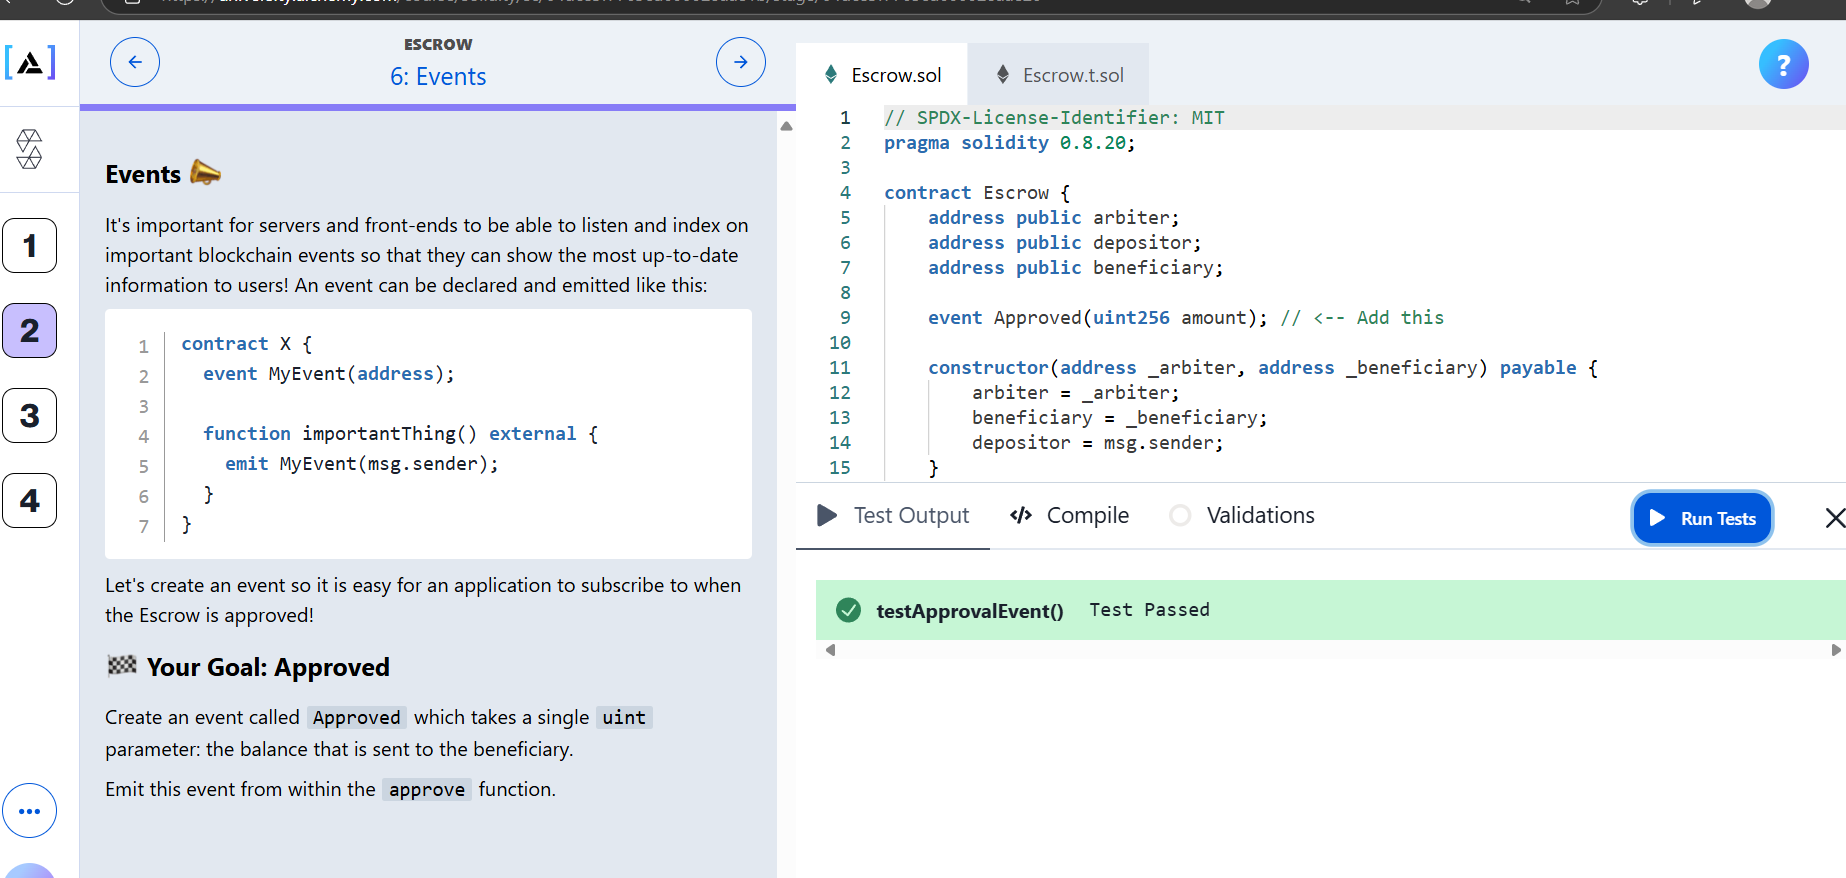 ESCROW
6: Events
1
2
3
4
Events
It's important for servers and front-ends to be able to listen and index on
important blockchain events so that they can show the most up-to-date
information to users! An event can be declared and emitted like this:
1 contract X {
2 event MyEvent(address);
3
4 function importantThing() external {
5 emit MyEvent(msg.sender);
6 }
7 }
Let's create an event so it is easy for an application to subscribe to when
the Escrow is approved!
Your Goal: Approved
Create an event called Approved which takes a single uint
parameter: the balance that is sent to the beneficiary.
Emit this event from within the approve function.
Escrow.sol
Escrow.t.sol
?
1 // SPDX-License-Identifier: MIT
2 pragma solidity 0.8.20;
3
4 contract Escrow {
5 address public arbiter;
6 address public depositor;
7 address public beneficiary;
8
9 event Approved(uint256 amount); // <-- Add this
10
11 constructor(address _arbiter, address _beneficiary) payable {
12 arbiter = _arbiter;
13 beneficiary = _beneficiary;
14 depositor = msg.sender;
15 }
Test Output
</> Compile
Validations
Run Tests
testApprovalEvent() Test Passed